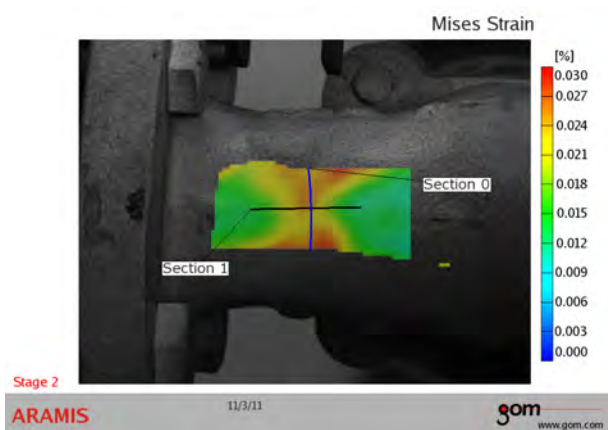 Mises Strain
[%]
0.030
0.027
0.024
0.021
0.018
0.015
0.012
0.009
0.006
0.003
0.000
Section 0
Section 1
Stage 2
ARAMIS
11/3/11
gom
www.gom.com